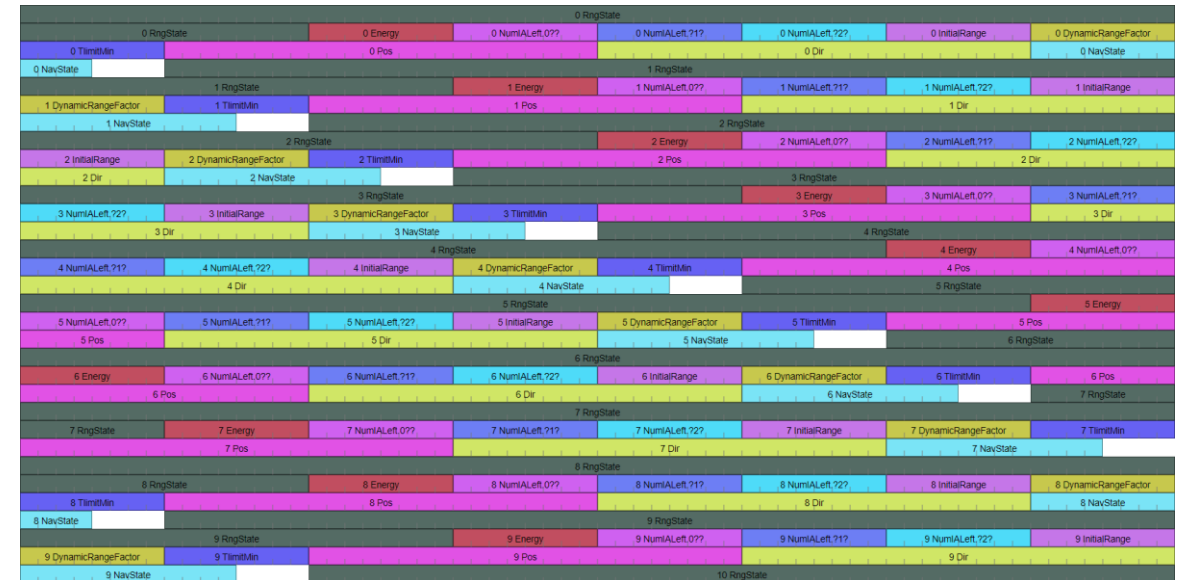 0 RngState
0 RngState 0 Energy 0 NumIALeft,0?? 0 NumIALeft,?1? 0 NumIALeft,?2? 0 InitialRange 0 DynamicRangeFactor
0 TlimitMin 0 Pos 0 Dir 0 NavState
0 NavState 1 RngState
1 RngState 1 Energy 1 NumIALeft,0?? 1 NumIALeft,?1? 1 NumIALeft,?2? 1 InitialRange
1 DynamicRangeFactor 1 TlimitMin 1 Pos 1 Dir
1 NavState 2 RngState
2 RngState 2 Energy 2 NumIALeft,0?? 2 NumIALeft,?1? 2 NumIALeft,?2?
2 InitialRange 2 DynamicRangeFactor 2 TlimitMin 2 Pos 2 Dir
2 Dir 2 NavState 3 RngState
3 RngState 3 Energy 3 NumIALeft,0?? 3 NumIALeft,?1?
3 NumIALeft,?2? 3 InitialRange 3 DynamicRangeFactor 3 TlimitMin 3 Pos 3 Dir
3 Dir 3 NavState 4 RngState
4 RngState 4 Energy 4 NumIALeft,0??
4 NumIALeft,?1? 4 NumIALeft,?2? 4 InitialRange 4 DynamicRangeFactor 4 TlimitMin 4 Pos
4 Dir 4 NavState 5 RngState
5 RngState 5 Energy
5 NumIALeft,0?? 5 NumIALeft,?1? 5 NumIALeft,?2? 5 InitialRange 5 DynamicRangeFactor 5 TlimitMin 5 Pos
5 Pos 5 Dir 5 NavState 6 RngState
6 RngState
6 Energy 6 NumIALeft,0?? 6 NumIALeft,?1? 6 NumIALeft,?2? 6 InitialRange 6 DynamicRangeFactor 6 TlimitMin 6 Pos
6 Pos 6 Dir 6 NavState 7 RngState
7 RngState
7 RngState 7 Energy 7 NumIALeft,0?? 7 NumIALeft,?1? 7 NumIALeft,?2? 7 InitialRange 7 DynamicRangeFactor 7 TlimitMin
7 Pos 7 Dir 7 NavState
8 RngState
8 RngState 8 Energy 8 NumIALeft,0?? 8 NumIALeft,?1? 8 NumIALeft,?2? 8 InitialRange 8 DynamicRangeFactor
8 TlimitMin 8 Pos 8 Dir 8 NavState
8 NavState 9 RngState
9 RngState 9 Energy 9 NumIALeft,0?? 9 NumIALeft,?1? 9 NumIALeft,?2? 9 InitialRange
9 DynamicRangeFactor 9 TlimitMin 9 Pos 9 Dir
9 NavState 10 RngState